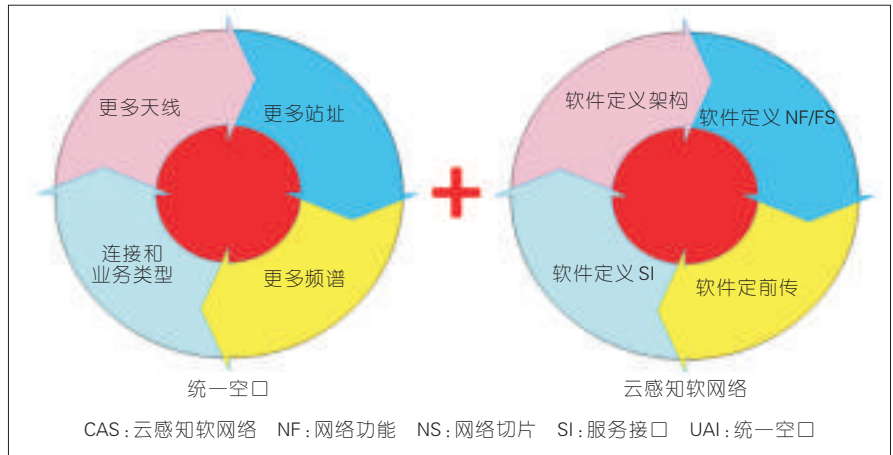 更多天线
更多站址
连接和
业务类型
更多频谱
统一空口
+
软件定义架构
软件定义 NF/FS
软件定义 SI
软件定前传
云感知软网络
CAS:云感知软网络 NF:网络功能 NS:网络切片 SI:服务接口 UAI:统一空口